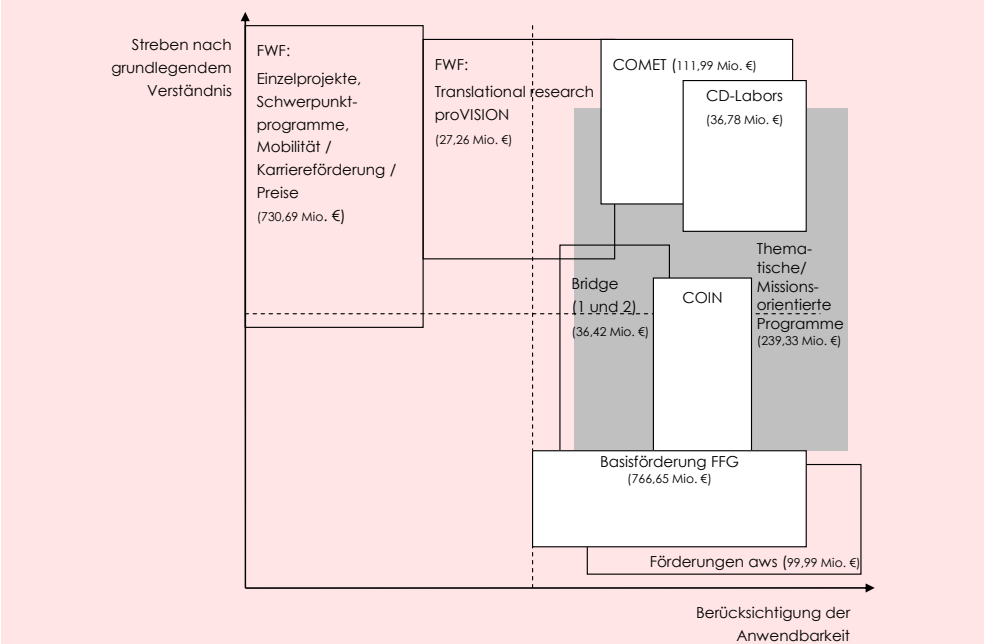 Streben nach
grundlegendem
Verständnis
FWF:
Einzelprojekte,
Schwerpunkt-
programme,
Mobilität /
Karriereförderung /
Preise
(730,69 Mio. €)
FWF:
Translational research
proVISION
(27,26 Mio. €)
COMET (111,99 Mio. €)
CD-Labors
(36,78 Mio. €)
Bridge
(1 und 2)
(36,42 Mio. €)
COIN
Thema-
tische/
Missions-
orientierte
Programme
(239,33 Mio. €)
Basisförderung FFG
(766,65 Mio. €)
Förderungen aws (99,99 Mio. €)
Berücksichtigung der
Anwendbarkeit